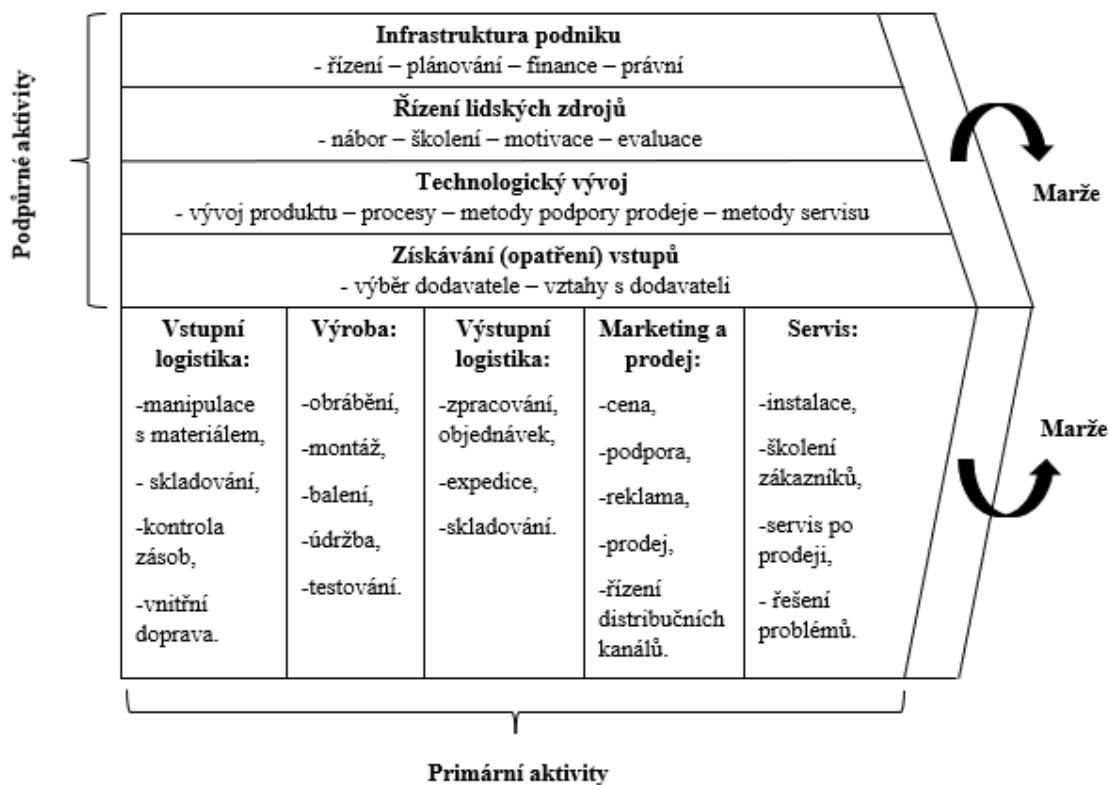 Podpůrné aktivity
Infrastruktura podniku
- řízení – plánování – finance – právní
Řízení lidských zdrojů
- nábor – školení – motivace – evaluace
Technologický vývoj
- vývoj produktu – procesy – metody podpory prodeje – metody servisu
Získávání (opatření) vstupů
- výběr dodavatele – vztahy s dodavateli
Marže
Vstupní
logistika:
-manipulace
s materiálem,
- skladování,
-kontrola
zásob,
-vnitřní
doprava.
Výroba:
-obrábění,
-montáž,
-balení,
-údržba,
-testování.
Výstupní
logistika:
-zpracování,
objednávek,
-expedice,
-skladování.
Marketing a
prodej:
-cena,
-podpora,
-reklama,
-prodej,
-řízení
distribučních
kanálů.
Servis:
-instalace,
-školení
zákazníků,
-servis po
prodeji,
- řešení
problémů.
Marže
Primární aktivity